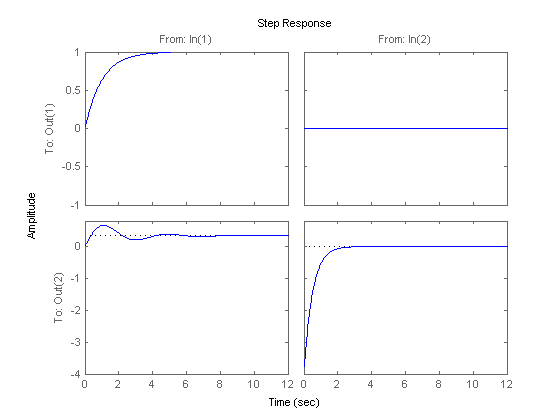 Step Response
From: In(1)
From: In(2)
1
0.5
0
-0.5
-1
To: Out(1)
Amplitude
0
-1
-2
-3
-4
To: Out(2)
0 2 4 6 8 10 12
0 2 4 6 8 10 12
Time (sec)